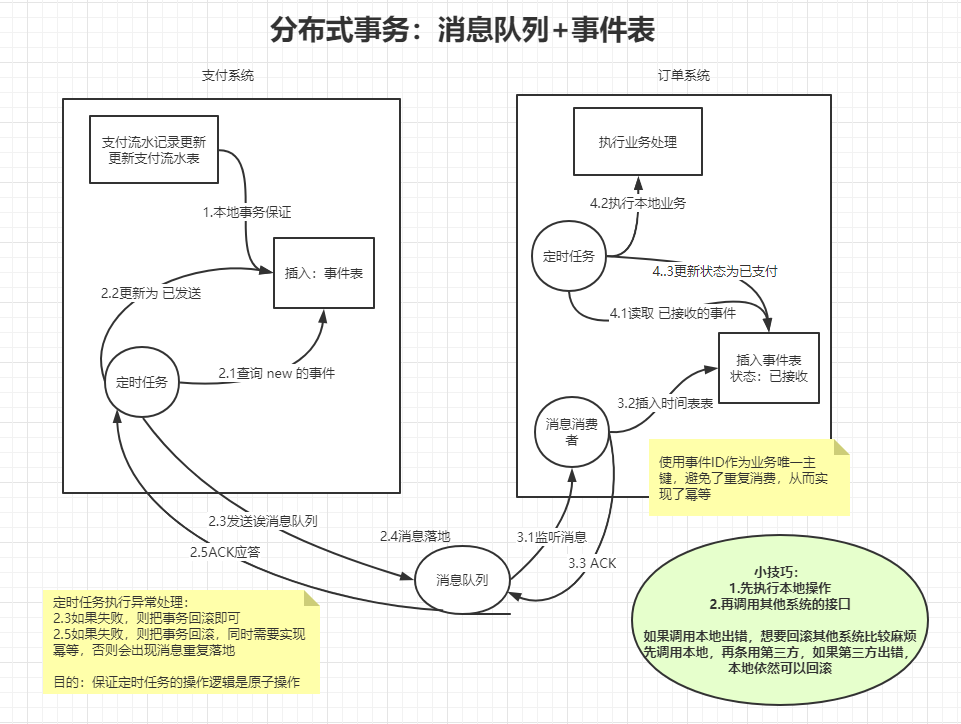 分布式事务：消息队列+事件表
支付系统
订单系统
支付流水记录更新
更新支付流水表
执行业务处理
1.本地事务保证
4.2执行本地业务
插入：事件表
定时任务
4..3更新状态为已支付
2.2更新为 已发送
4.1读取 已接收的事件
2.1查询 new 的事件
定时任务
插入事件表
状态：已接收
3.2插入时间表表
消息消费
者
使用事件ID作为业务唯一主
键，避免了重复消费，从而实
现了幂等
2.3发送诶消息队列
2.4消息落地
3.1监听消息
2.5ACK应答
3.3 ACK
消息队列
定时任务执行异常处理：
2.3如果失败，则把事务回滚即可
2.5如果失败，则把事务回滚，同时需要实现
幂等，否则会出现消息重复落地
目的：保证定时任务的操作逻辑是原子操作
小技巧：
1.先执行本地操作
2.再调用其他系统的接口
如果调用本地出错，想要回滚其他系统比较麻烦
先调用本地，再条用第三方，如果第三方出错，
本地依然可以回滚